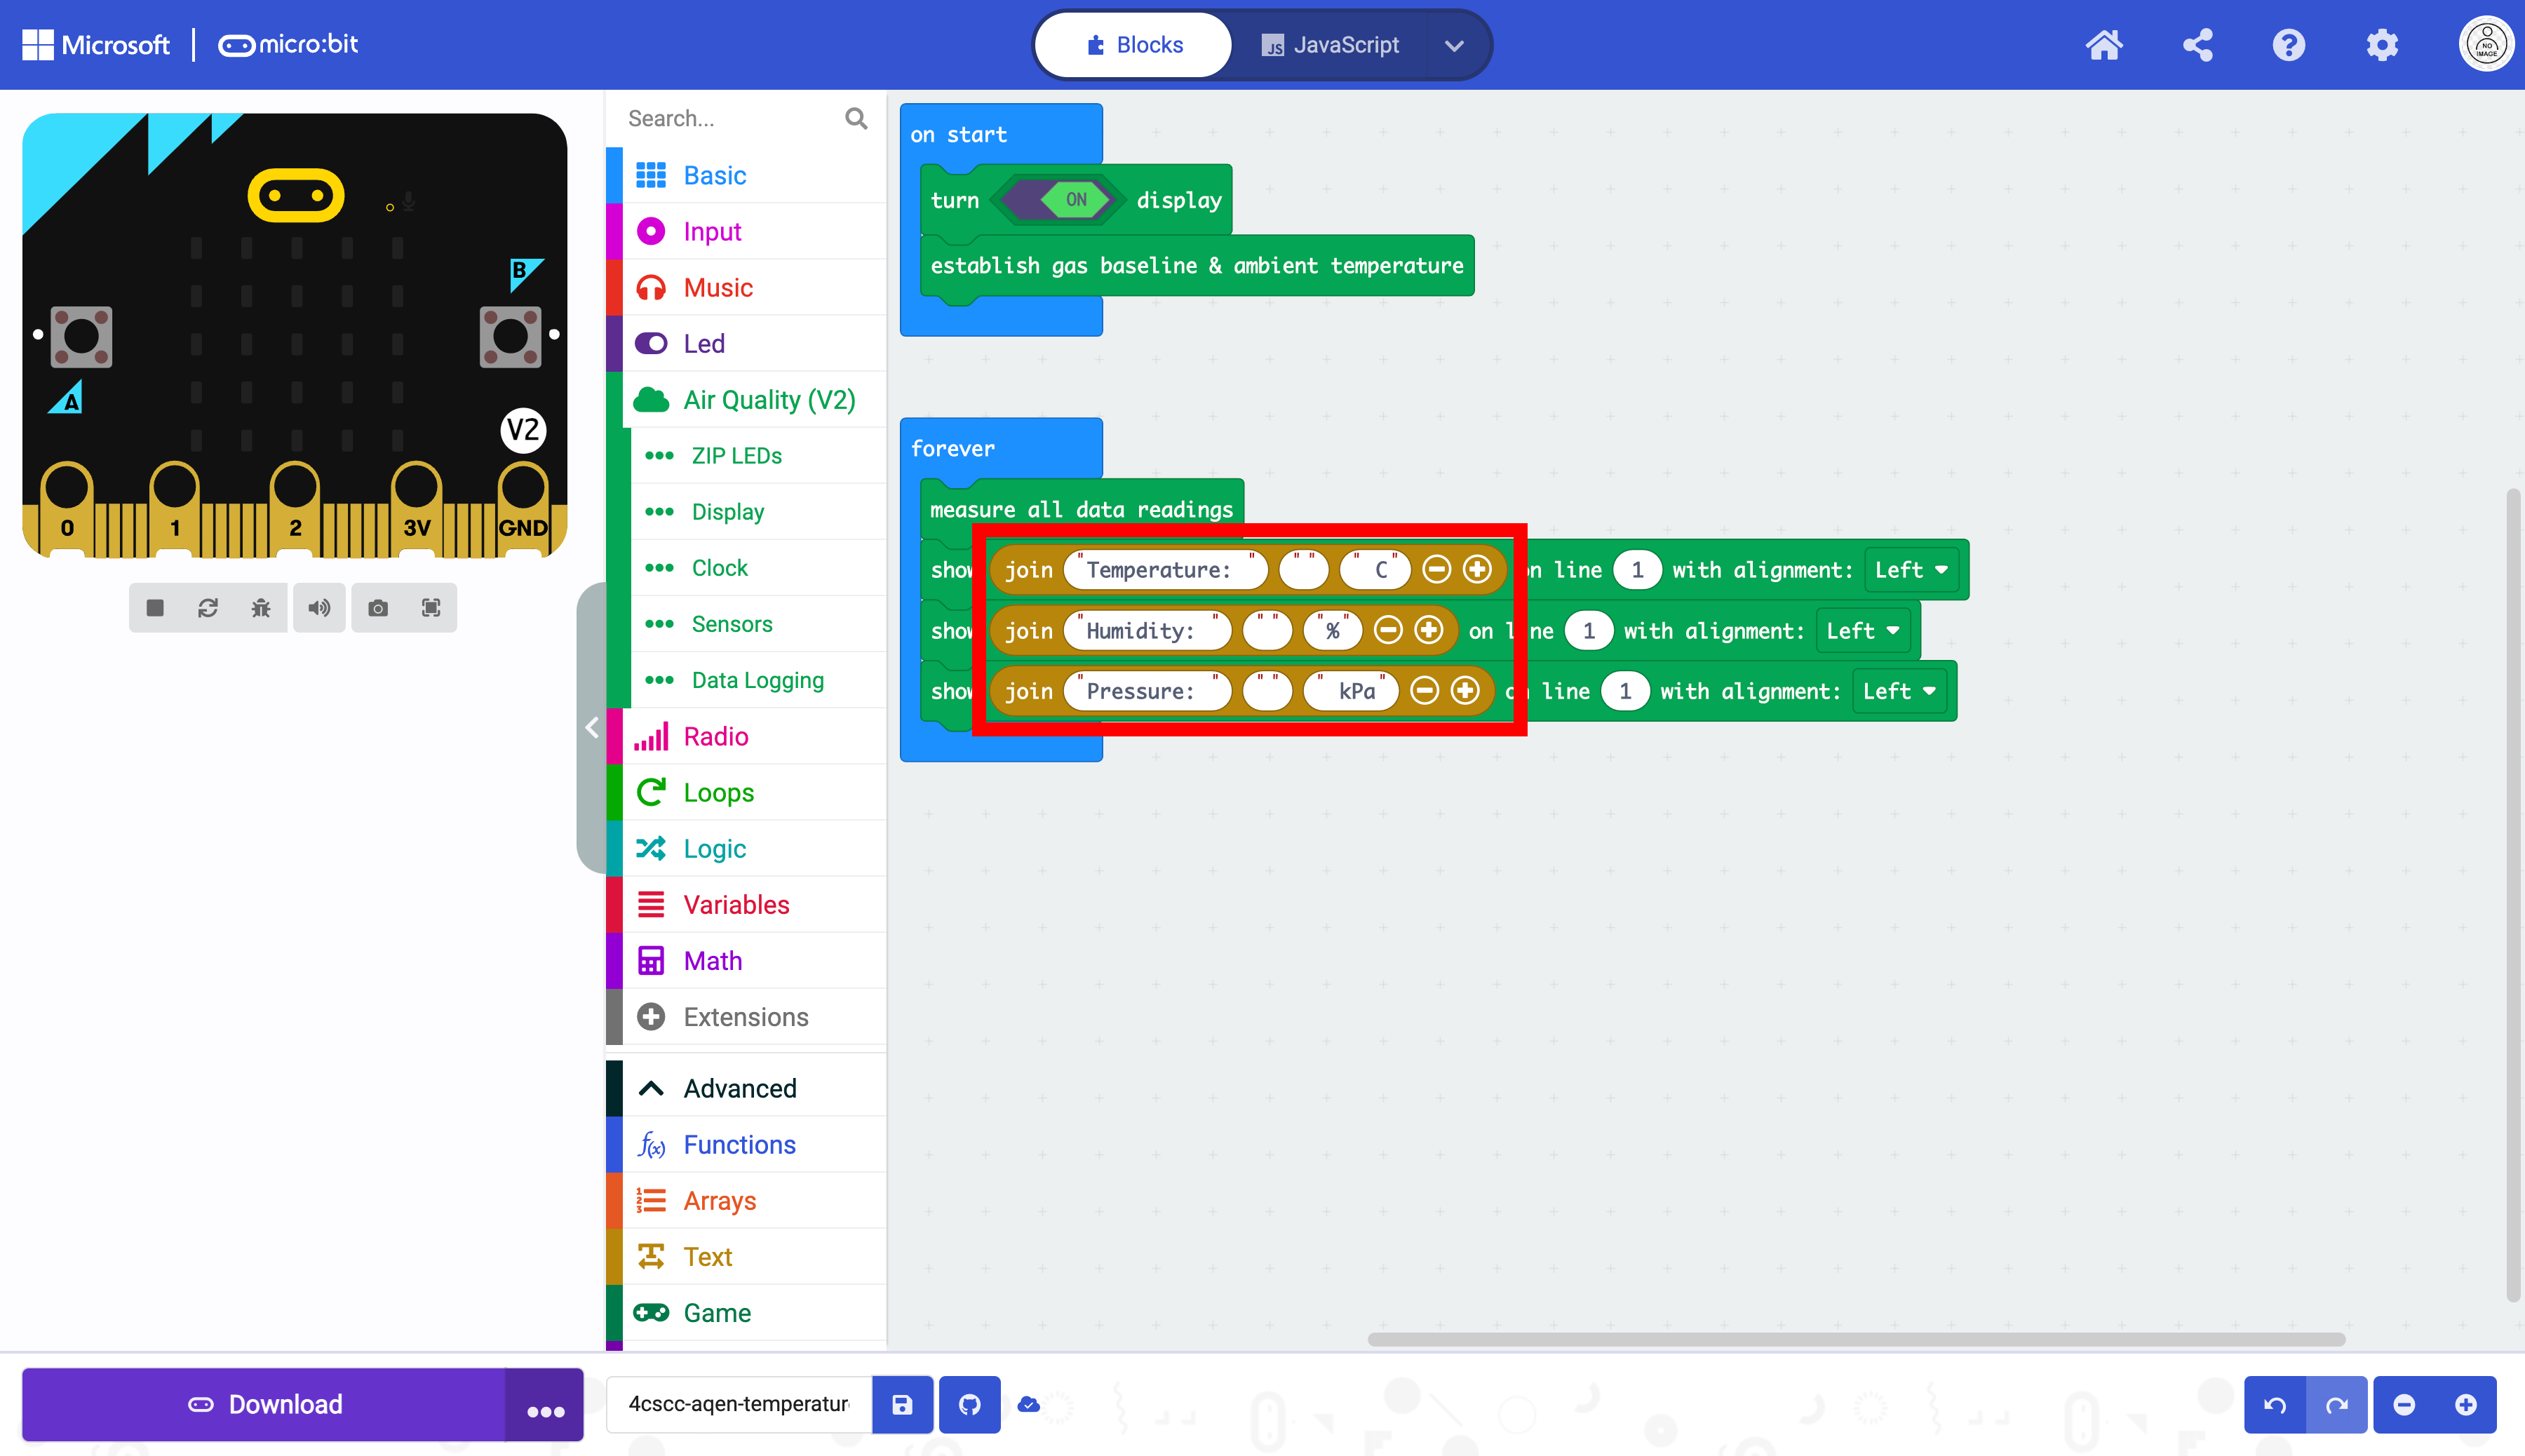 Microsoft | micro:bit
Blocks
JS JavaScript
NO IMAGE
B
A
V2
0 1 2 3V GND
Search...
Basic
Input
Music
Led
Air Quality (V2)
ZIP LEDs
Display
Clock
Sensors
Data Logging
Radio
Loops
Logic
Variables
Math
Extensions
Advanced
f(x) Functions
Arrays
Text
Game
on start
turn ON display
establish gas baseline & ambient temperature
forever
measure all data readings
show join "Temperature: " " " " C" on line 1 with alignment: Left
show join "Humidity: " " " "%" on line 1 with alignment: Left
show join "Pressure: " " " " kPa" on line 1 with alignment: Left
Download
4cscc-aqen-temperatur